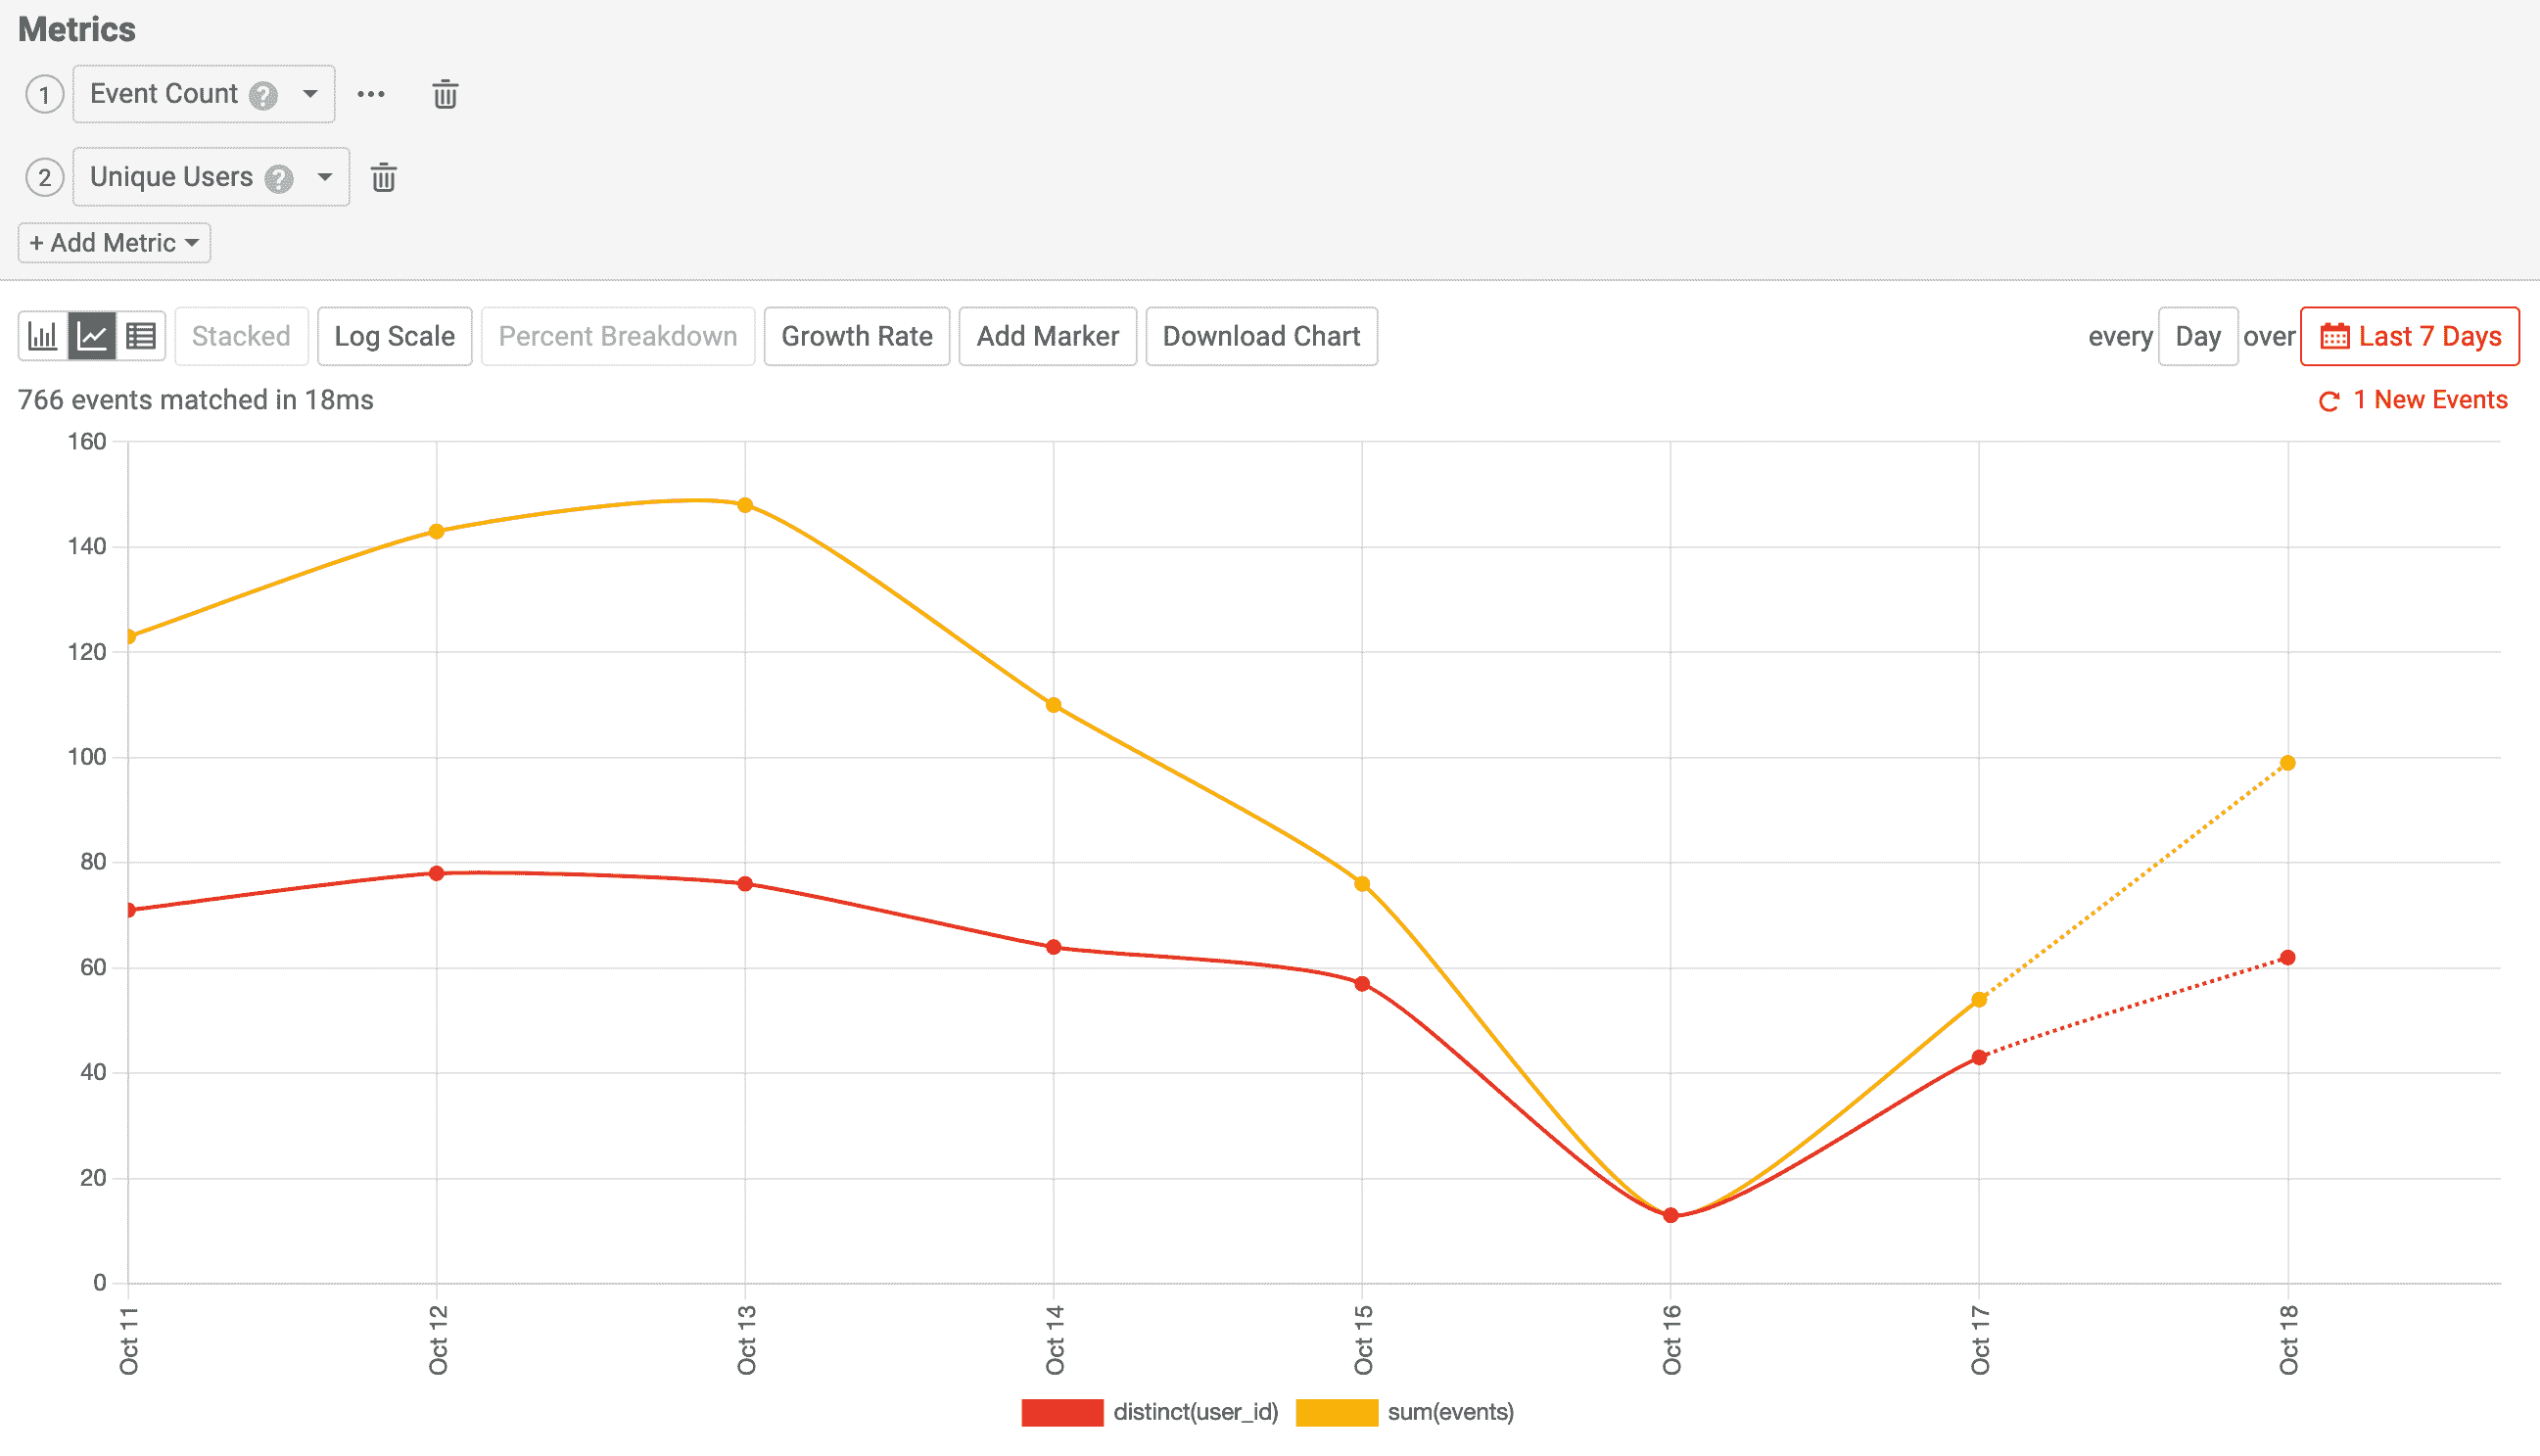 Metrics
1 Event Count ? ...
2 Unique Users ?
+ Add Metric
Stacked Log Scale Percent Breakdown Growth Rate Add Marker Download Chart every Day over Last 7 Days
766 events matched in 18ms 1 New Events
160
140
120
100
80
60
40
20
0
Oct 11 Oct 12 Oct 13 Oct 14 Oct 15 Oct 16 Oct 17 Oct 18
distinct(user_id) sum(events)